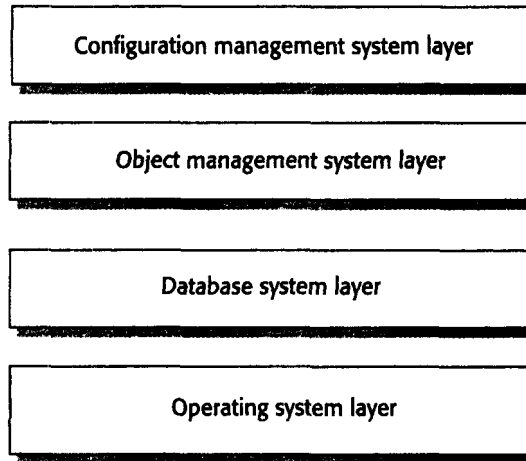 Configuration management system layer
Object management system layer
Database system layer
Operating system layer